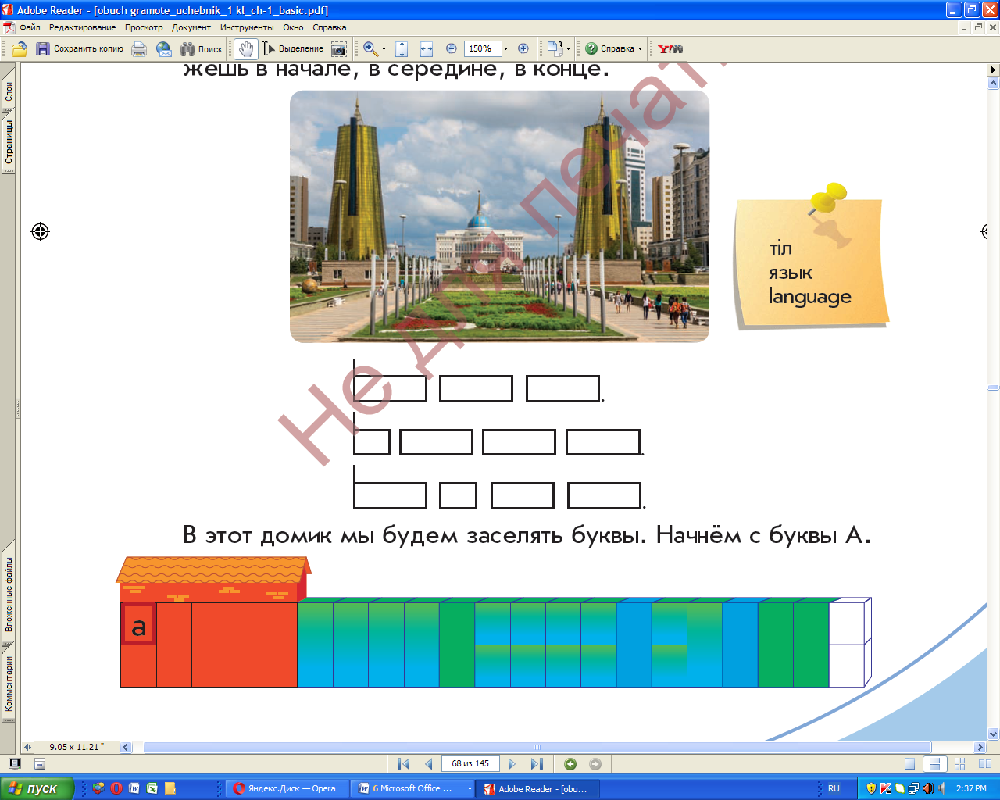 Adobe Reader - [obuch gramote_uchebnik_1 kl_ch-1_basic.pdf]
Файл Редактирование Просмотр Документ Инструменты Окно Справка
Сохранить копию Поиск Выделение 150% Справка Y!
Слои
Страницы
Вложенные файлы
Комментарии
жешь в начале, в середине, в конце.
Не для печати
тіл
язык
language
В этот домик мы будем заселять буквы. Начнём с буквы А.
а
9.05 x 11.21 "
68 из 145
пуск Яндекс.Диск — Opera 6 Microsoft Office ... Adobe Reader - [obu... RU 2:37 PM